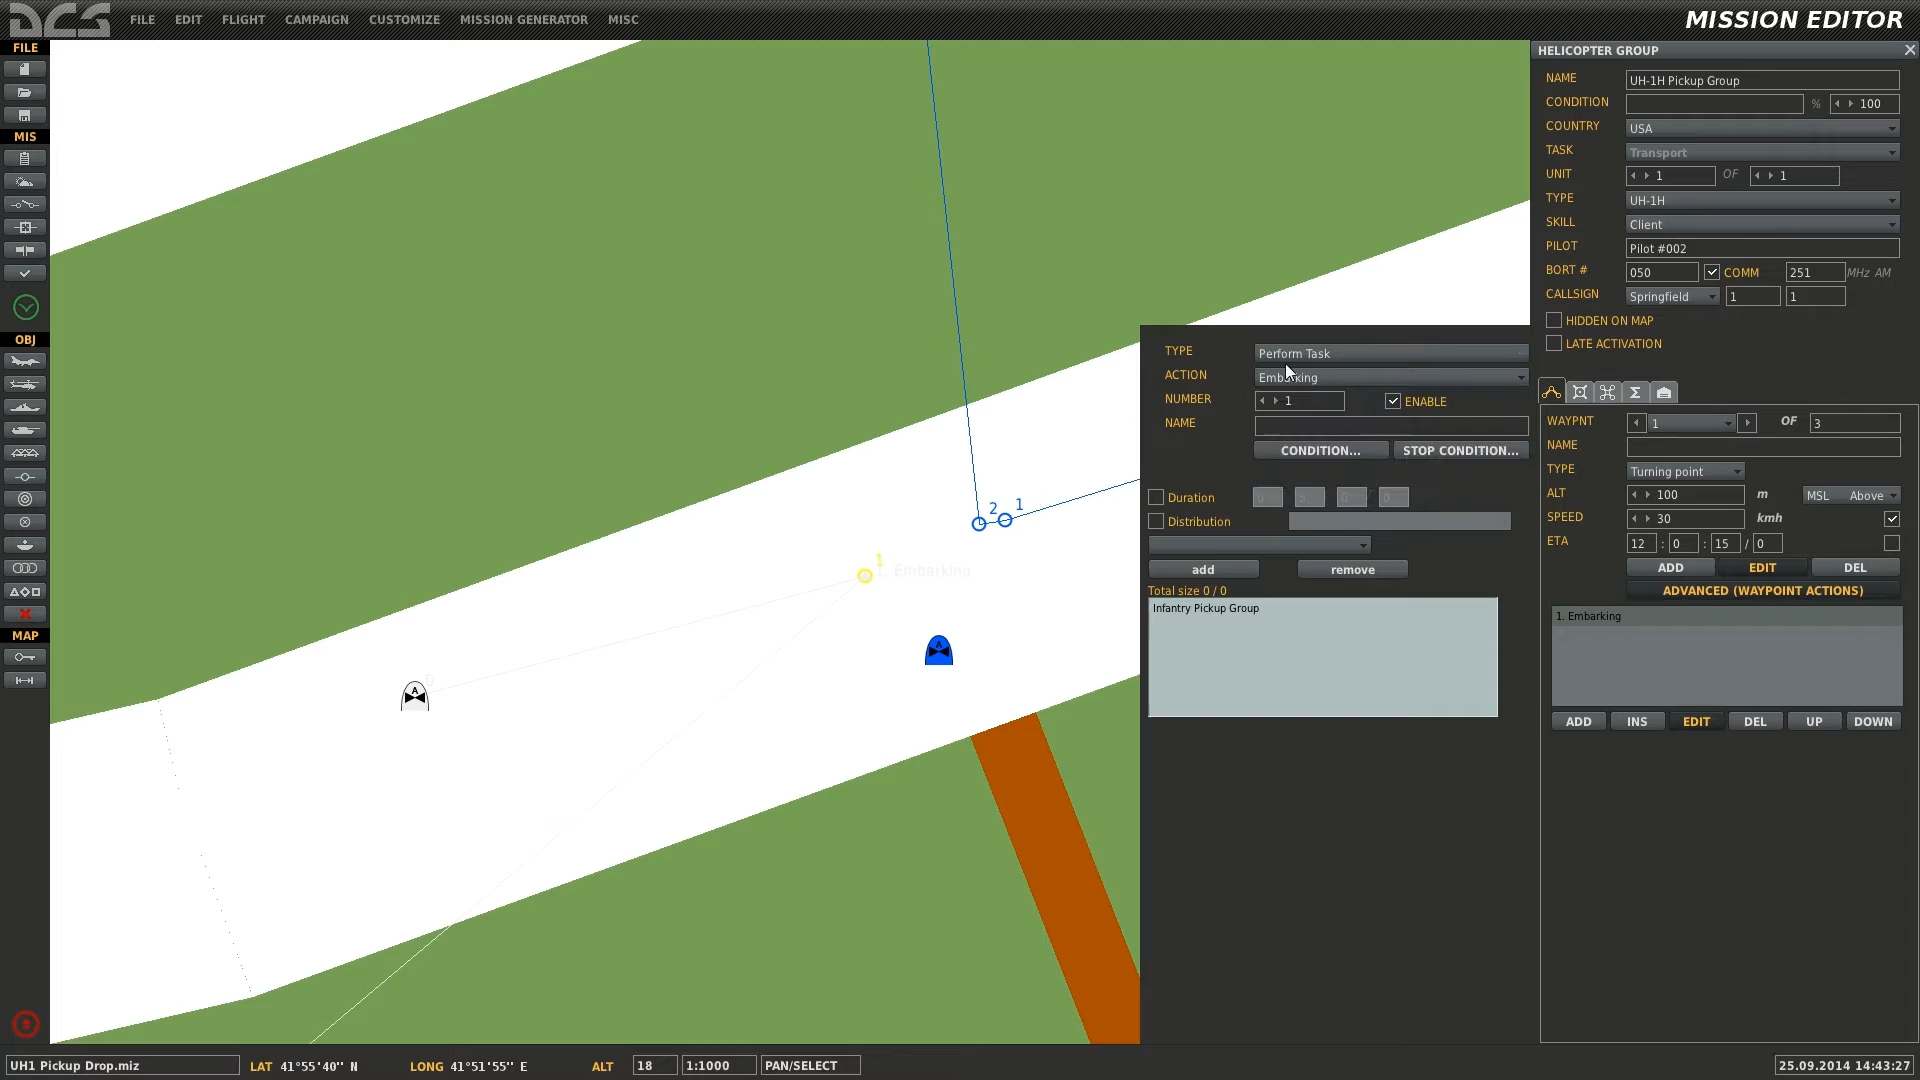 DCS
FILE EDIT FLIGHT CAMPAIGN CUSTOMIZE MISSION GENERATOR MISC
MISSION EDITOR
FILE
MIS
OBJ
MAP
2 1
1
1. Embarking
A
A
0
TYPE Perform Task
ACTION Embarking
NUMBER 1 ENABLE
NAME
CONDITION... STOP CONDITION...
Duration 0 5 0 / 0
Distribution
add remove
Total size 0 / 0
Infantry Pickup Group
HELICOPTER GROUP
NAME UH-1H Pickup Group
CONDITION % 100
COUNTRY USA
TASK Transport
UNIT 1 OF 1
TYPE UH-1H
SKILL Client
PILOT Pilot #002
BORT # 050 COMM 251 MHz AM
CALLSIGN Springfield 1 1
HIDDEN ON MAP
LATE ACTIVATION
WAYPNT 1 OF 3
NAME
TYPE Turning point
ALT 100 m MSL Above
SPEED 30 kmh
ETA 12 : 0 : 15 / 0
ADD EDIT DEL
ADVANCED (WAYPOINT ACTIONS)
1. Embarking
ADD INS EDIT DEL UP DOWN
UH1 Pickup Drop.miz LAT 41°55'40'' N LONG 41°51'55'' E ALT 18 1:1000 PAN/SELECT 25.09.2014 14:43:27